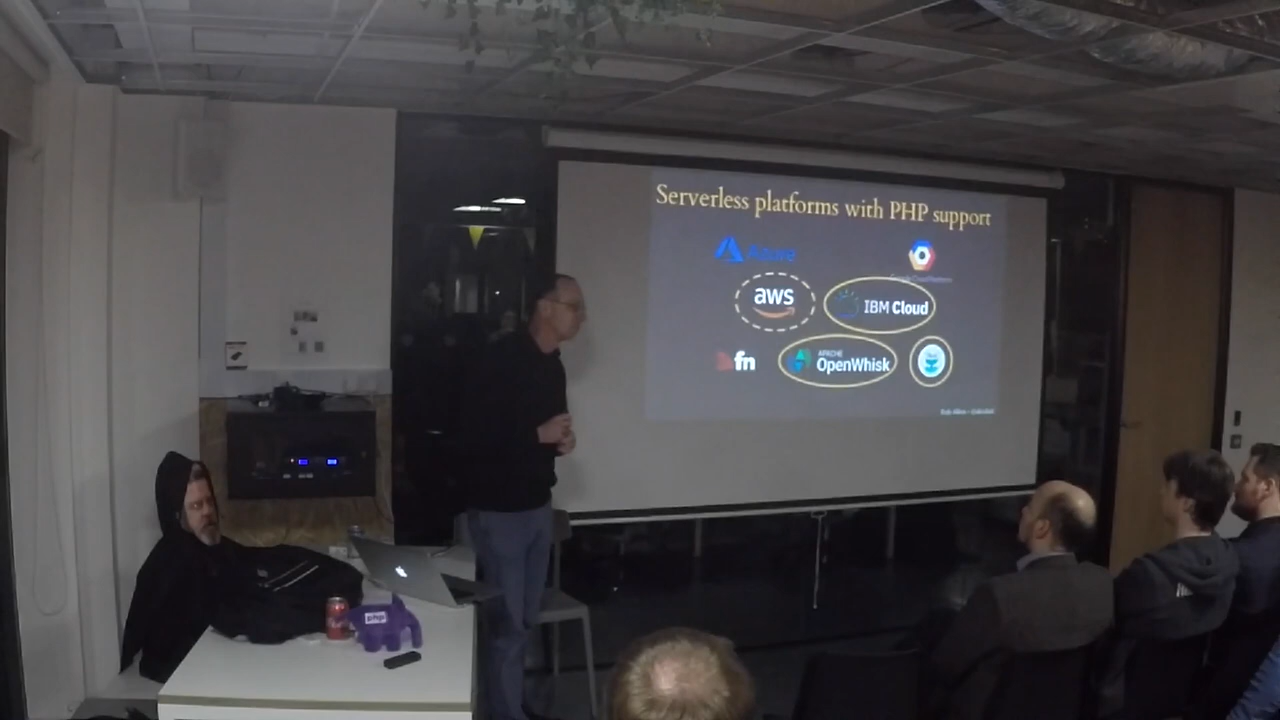 Serverless platforms with PHP support
Azure
aws
IBM Cloud
fn
APACHE
OpenWhisk
php